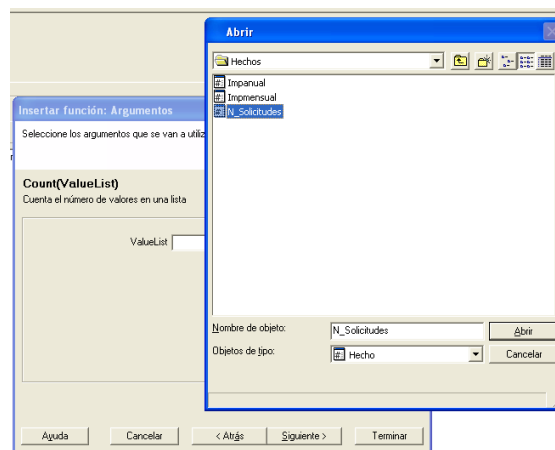 Abrir
Hechos
Impanual
Impmensual
N_Solicitudes
Nombre de objeto:
N_Solicitudes
Abrir
Objetos de tipo:
Hecho
Cancelar
Insertar función: Argumentos
Seleccione los argumentos que se van a utiliz
Count(ValueList)
Cuenta el número de valores en una lista
ValueList
Ayuda
Cancelar
< Atrás
Siguiente >
Terminar